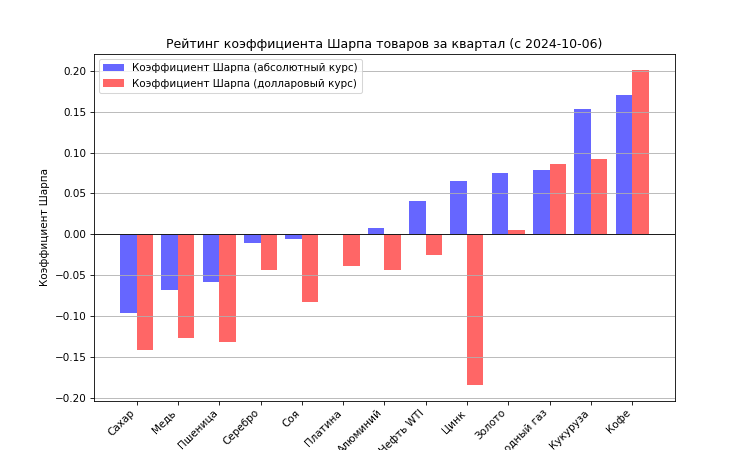 Рейтинг коэффициента Шарпа товаров за квартал (с 2024-10-06)
Коэффициент Шарпа (абсолютный курс)
Коэффициент Шарпа (долларовый курс)
Коэффициент Шарпа
0.20
0.15
0.10
0.05
0.00
−0.05
−0.10
−0.15
−0.20
Сахар
Медь
Пшеница
Серебро
Соя
Платина
Алюминий
Нефть WTI
Цинк
Золото
газ
Кукуруза
Кофе